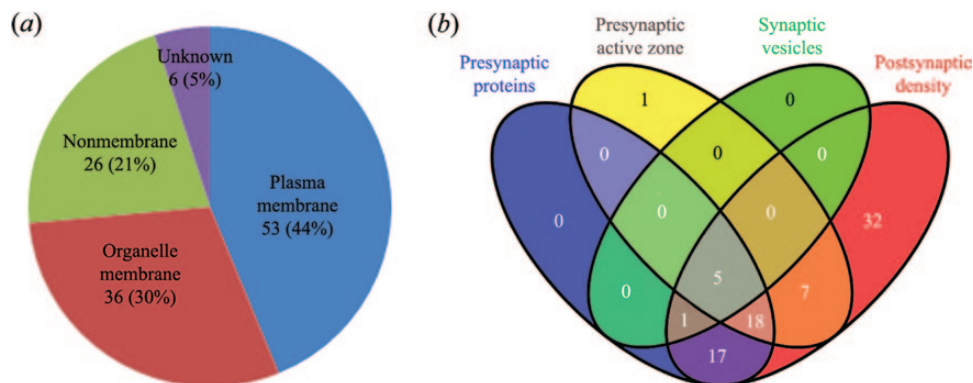 (a)
Unknown
6 (5%)
Nonmembrane
26 (21%)
Plasma
membrane
53 (44%)
Organelle
membrane
36 (30%)
(b)
Presynaptic
proteins
Presynaptic
active zone
Synaptic
vesicles
Postsynaptic
density
1
0
0
0
0
0
0
0
32
0
5
7
1
18
17